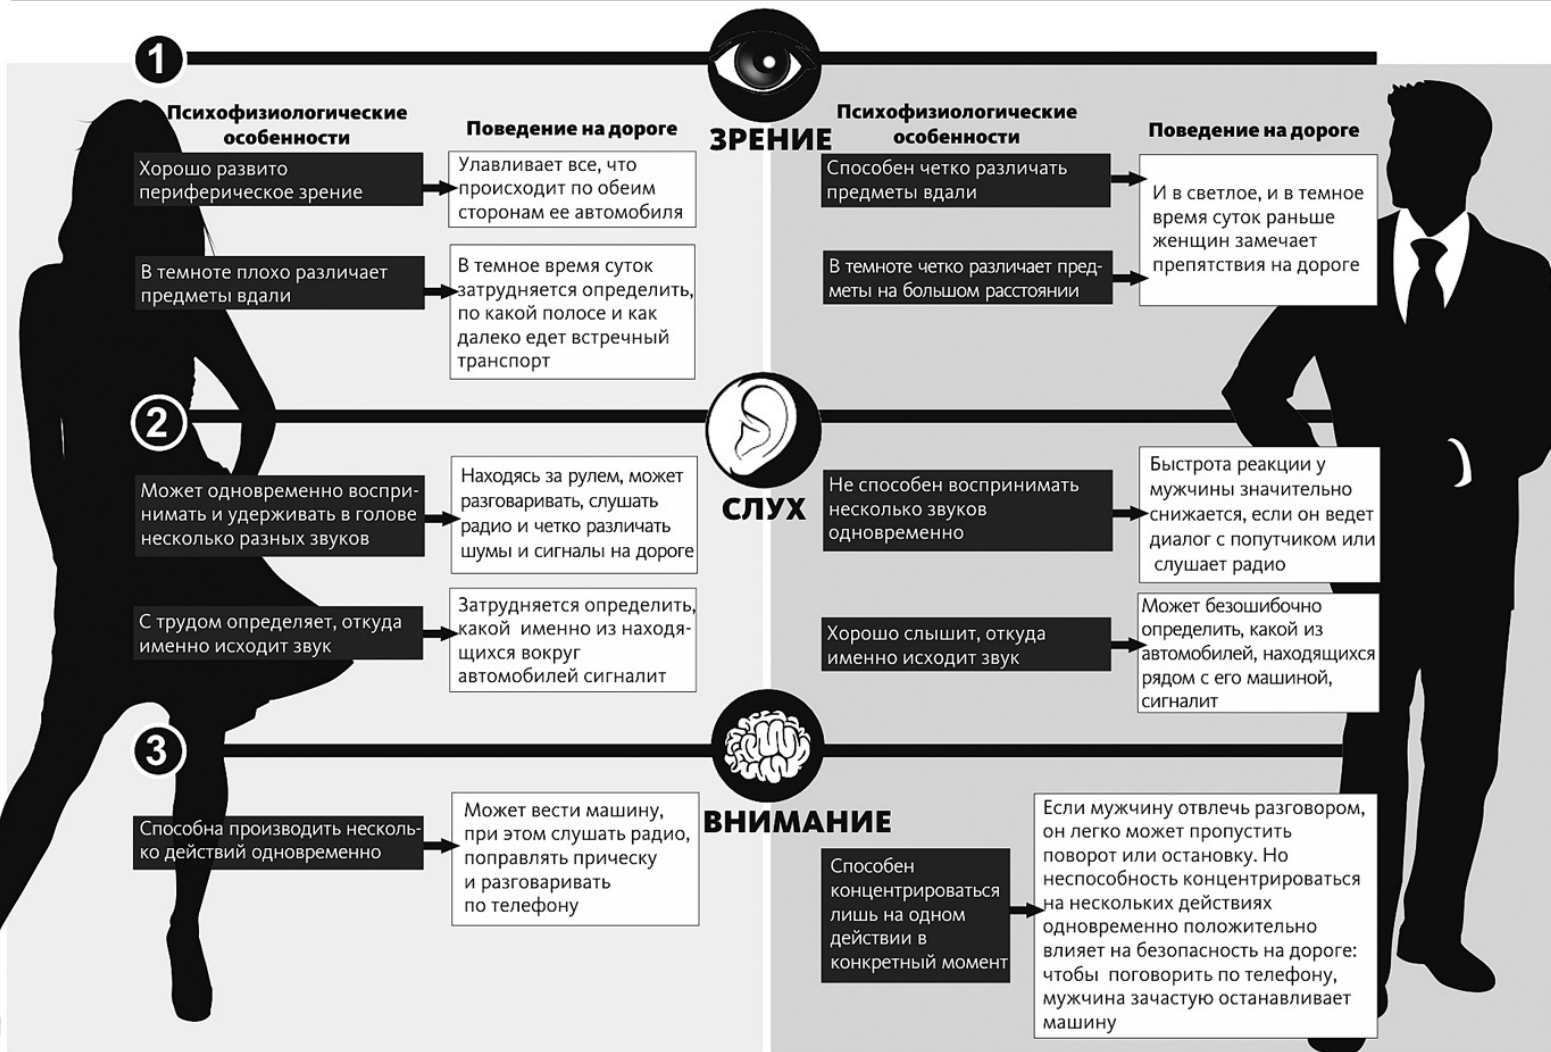 1
ЗРЕНИЕ
Психофизиологические
особенности
Поведение на дороге
Хорошо развито
периферическое зрение
Улавливает все, что
происходит по обеим
сторонам ее автомобиля
В темноте плохо различает
предметы вдали
В темное время суток
затрудняется определить,
по какой полосе и как
далеко едет встречный
транспорт
Психофизиологические
особенности
Поведение на дороге
Способен четко различать
предметы вдали
В темноте четко различает пред-
меты на большом расстоянии
И в светлое, и в темное
время суток раньше
женщин замечает
препятствия на дороге
2
СЛУХ
Может одновременно воспри-
нимать и удерживать в голове
несколько разных звуков
Находясь за рулем, может
разговаривать, слушать
радио и четко различать
шумы и сигналы на дороге
С трудом определяет, откуда
именно исходит звук
Затрудняется определить,
какой именно из находя-
щихся вокруг
автомобилей сигналит
Не способен воспринимать
несколько звуков
одновременно
Быстрота реакции у
мужчины значительно
снижается, если он ведет
диалог с попутчиком или
слушает радио
Хорошо слышит, откуда
именно исходит звук
Может безошибочно
определить, какой из
автомобилей, находящихся
рядом с его машиной,
сигналит
3
ВНИМАНИЕ
Способна производить несколь-
ко действий одновременно
Может вести машину,
при этом слушать радио,
поправлять прическу
и разговаривать
по телефону
Способен
концентрироваться
лишь на одном
действии в
конкретный момент
Если мужчину отвлечь разговором,
он легко может пропустить
поворот или остановку. Но
неспособность концентрироваться
на нескольких действиях
одновременно положительно
влияет на безопасность на дороге:
чтобы поговорить по телефону,
мужчина зачастую останавливает
машину